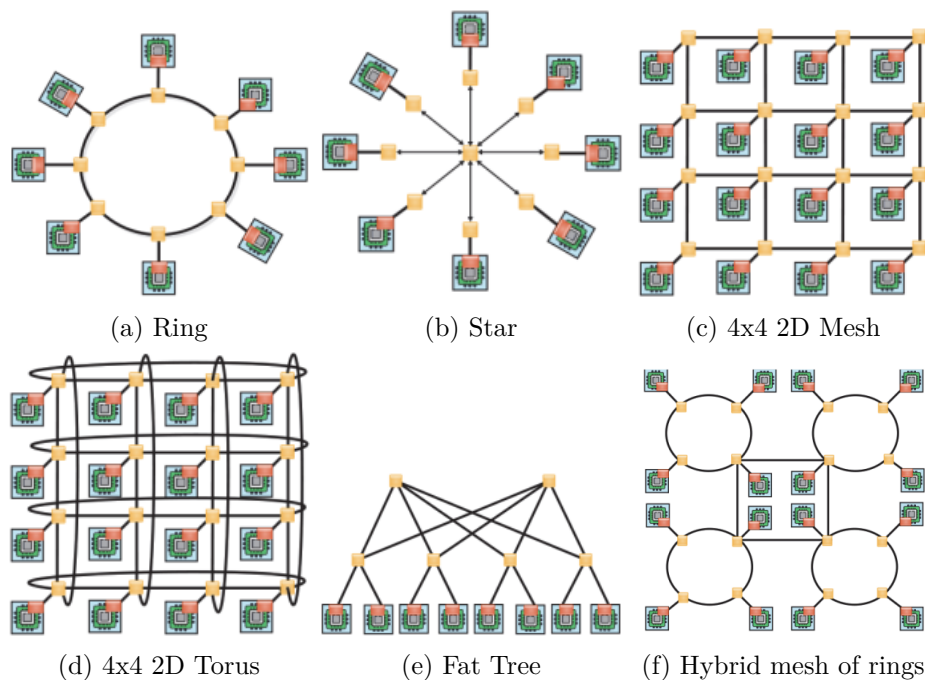 (a) Ring
(b) Star
(c) 4x4 2D Mesh
(d) 4x4 2D Torus
(e) Fat Tree
(f) Hybrid mesh of rings